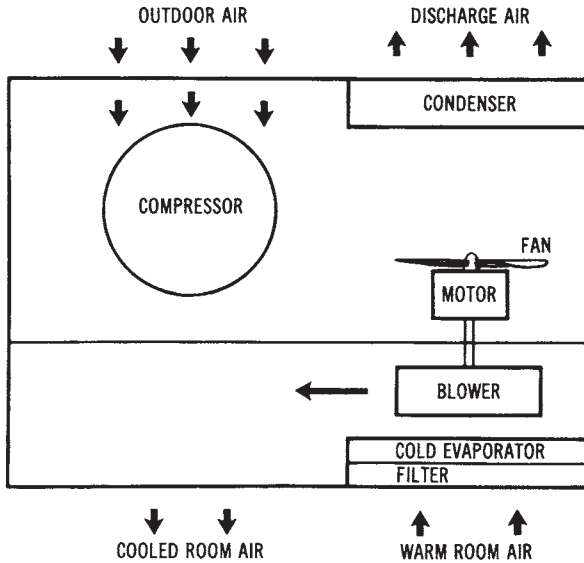 OUTDOOR AIR
DISCHARGE AIR
CONDENSER
COMPRESSOR
FAN
MOTOR
BLOWER
COLD EVAPORATOR
FILTER
COOLED ROOM AIR
WARM ROOM AIR